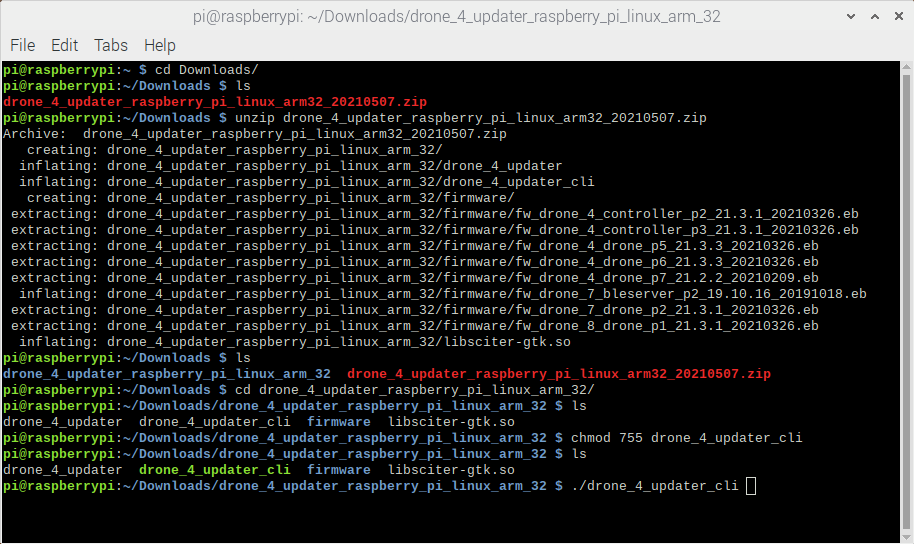 pi@raspberrypi: ~/Downloads/drone_4_updater_raspberry_pi_linux_arm_32
File Edit Tabs Help
pi@raspberrypi:~ $ cd Downloads/
pi@raspberrypi:~/Downloads $ ls
drone_4_updater_raspberry_pi_linux_arm32_20210507.zip
pi@raspberrypi:~/Downloads $ unzip drone_4_updater_raspberry_pi_linux_arm32_20210507.zip
Archive:  drone_4_updater_raspberry_pi_linux_arm32_20210507.zip
   creating: drone_4_updater_raspberry_pi_linux_arm_32/
  inflating: drone_4_updater_raspberry_pi_linux_arm_32/drone_4_updater
  inflating: drone_4_updater_raspberry_pi_linux_arm_32/drone_4_updater_cli
   creating: drone_4_updater_raspberry_pi_linux_arm_32/firmware/
 extracting: drone_4_updater_raspberry_pi_linux_arm_32/firmware/fw_drone_4_controller_p2_21.3.1_20210326.eb
 extracting: drone_4_updater_raspberry_pi_linux_arm_32/firmware/fw_drone_4_controller_p3_21.3.1_20210326.eb
 extracting: drone_4_updater_raspberry_pi_linux_arm_32/firmware/fw_drone_4_drone_p5_21.3.3_20210326.eb
 extracting: drone_4_updater_raspberry_pi_linux_arm_32/firmware/fw_drone_4_drone_p6_21.3.3_20210326.eb
 extracting: drone_4_updater_raspberry_pi_linux_arm_32/firmware/fw_drone_4_drone_p7_21.2.2_20210209.eb
  inflating: drone_4_updater_raspberry_pi_linux_arm_32/firmware/fw_drone_7_bleserver_p2_19.10.16_20191018.eb
 extracting: drone_4_updater_raspberry_pi_linux_arm_32/firmware/fw_drone_7_drone_p2_21.3.1_20210326.eb
 extracting: drone_4_updater_raspberry_pi_linux_arm_32/firmware/fw_drone_8_drone_p1_21.3.1_20210326.eb
  inflating: drone_4_updater_raspberry_pi_linux_arm_32/libsciter-gtk.so
pi@raspberrypi:~/Downloads $ ls
drone_4_updater_raspberry_pi_linux_arm_32  drone_4_updater_raspberry_pi_linux_arm32_20210507.zip
pi@raspberrypi:~/Downloads $ cd drone_4_updater_raspberry_pi_linux_arm_32/
pi@raspberrypi:~/Downloads/drone_4_updater_raspberry_pi_linux_arm_32 $ ls
drone_4_updater  drone_4_updater_cli  firmware  libsciter-gtk.so
pi@raspberrypi:~/Downloads/drone_4_updater_raspberry_pi_linux_arm_32 $ chmod 755 drone_4_updater_cli
pi@raspberrypi:~/Downloads/drone_4_updater_raspberry_pi_linux_arm_32 $ ls
drone_4_updater  drone_4_updater_cli  firmware  libsciter-gtk.so
pi@raspberrypi:~/Downloads/drone_4_updater_raspberry_pi_linux_arm_32 $ ./drone_4_updater_cli